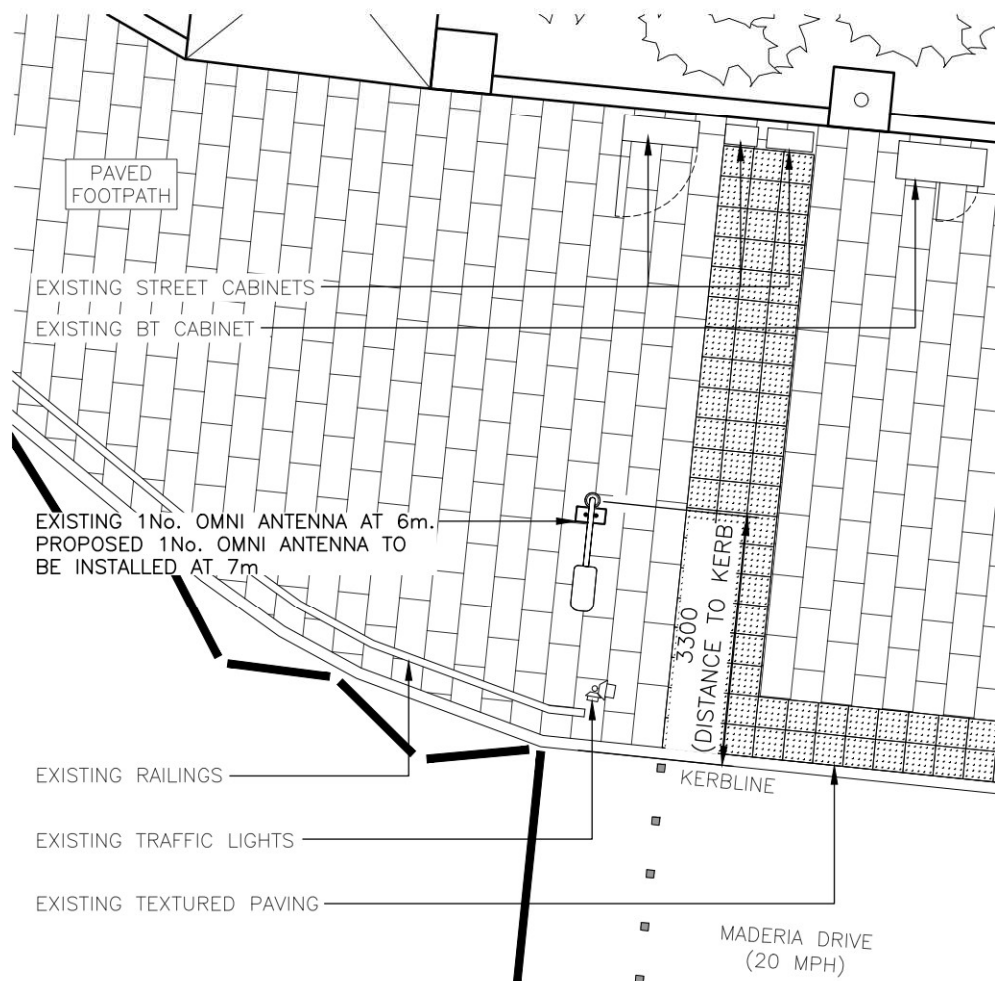 PAVED
FOOTPATH
EXISTING STREET CABINETS
EXISTING BT CABINET
EXISTING 1No. OMNI ANTENNA AT 6m.
PROPOSED 1No. OMNI ANTENNA TO
BE INSTALLED AT 7m
3300
(DISTANCE TO KERB
EXISTING RAILINGS
KERBLINE
EXISTING TRAFFIC LIGHTS
EXISTING TEXTURED PAVING
MADERIA DRIVE
(20 MPH)